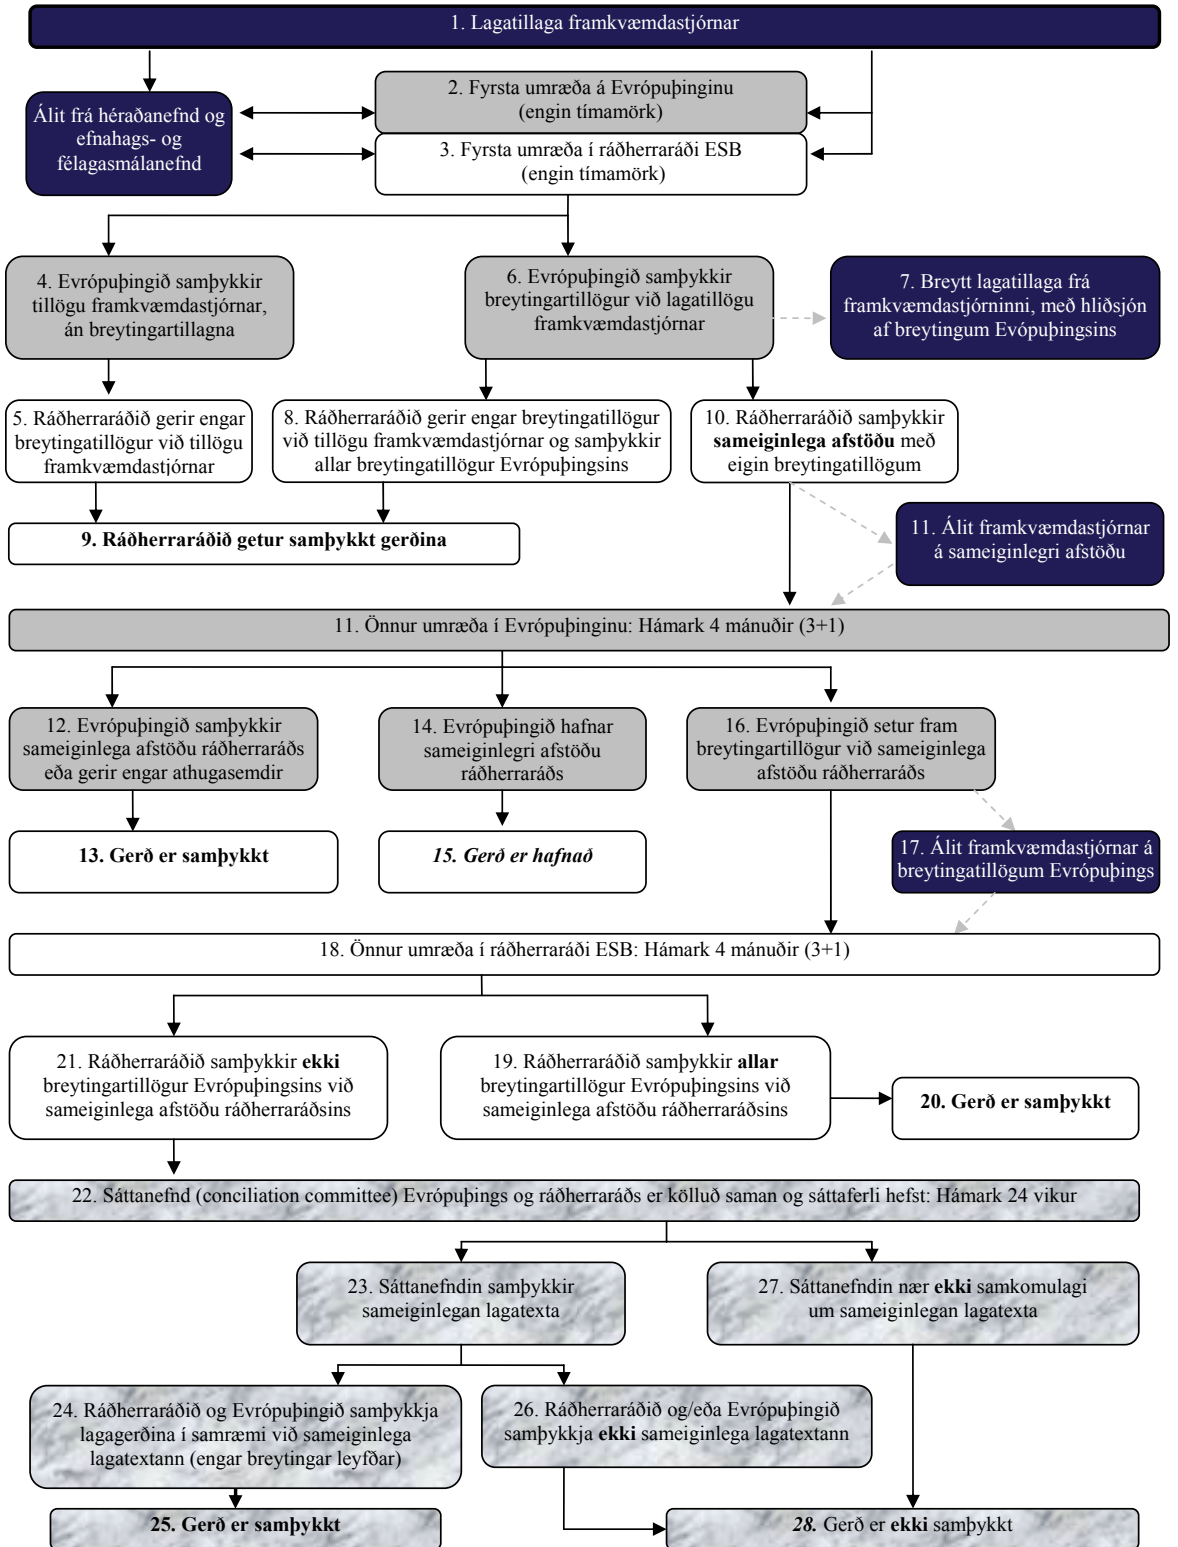 1. Lagatillaga framkvæmdastjórnar
Álit frá héraðanefnd og
efnahags- og
félagasmálanefnd
2. Fyrsta umræða á Evrópuþinginu
(engin tímamörk)
3. Fyrsta umræða í ráðherraráði ESB
(engin tímamörk)
4. Evrópuþingið samþykkir
tillögu framkvæmdastjórnar,
án breytingartillagna
6. Evrópuþingið samþykkir
breytingartillögur við lagatillögu
framkvæmdastjórnar
7. Breytt lagatillaga frá
framkvæmdastjórninni, með hliðsjón
af breytingum Evópuþingsins
5. Ráðherraráðið gerir engar
breytingatillögur við tillögu
framkvæmdastjórnar
8. Ráðherraráðið gerir engar breytingatillögur
við tillögu framkvæmdastjórnar og samþykkir
allar breytingatillögur Evrópuþingsins
10. Ráðherraráðið samþykkir
sameiginlega afstöðu með
eigin breytingatillögum
9. Ráðherraráðið getur samþykkt gerðina
11. Álit framkvæmdastjórnar
á sameiginlegri afstöðu
11. Önnur umræða í Evrópuþinginu: Hámark 4 mánuðir (3+1)
12. Evrópuþingið samþykkir
sameiginlega afstöðu ráðherraráðs
eða gerir engar athugasemdir
14. Evrópuþingið hafnar
sameiginlegri afstöðu
ráðherraráðs
16. Evrópuþingið setur fram
breytingartillögur við sameiginlega
afstöðu ráðherraráðs
13. Gerð er samþykkt
15. Gerð er hafnað
17. Álit framkvæmdastjórnar á
breytingatillögum Evrópuþings
18. Önnur umræða í ráðherraráði ESB: Hámark 4 mánuðir (3+1)
21. Ráðherraráðið samþykkir ekki
breytingartillögur Evrópuþingsins við
sameiginlega afstöðu ráðherraráðsins
19. Ráðherraráðið samþykkir allar
breytingartillögur Evrópuþingsins við
sameiginlega afstöðu ráðherraráðsins
20. Gerð er samþykkt
22. Sáttanefnd (conciliation committee) Evrópuþings og ráðherraráðs er kölluð saman og sáttaferli hefst: Hámark 24 vikur
23. Sáttanefndin samþykkir
sameiginlegan lagatexta
27. Sáttanefndin nær ekki samkomulagi
um sameiginlegan lagatexta
24. Ráðherraráðið og Evrópuþingið samþykkja
lagagerðina í samræmi við sameiginlega
lagatextann (engar breytingar leyfðar)
26. Ráðherraráðið og/eða Evrópuþingið
samþykkja ekki sameiginlega lagatextann
25. Gerð er samþykkt
28. Gerð er ekki samþykkt